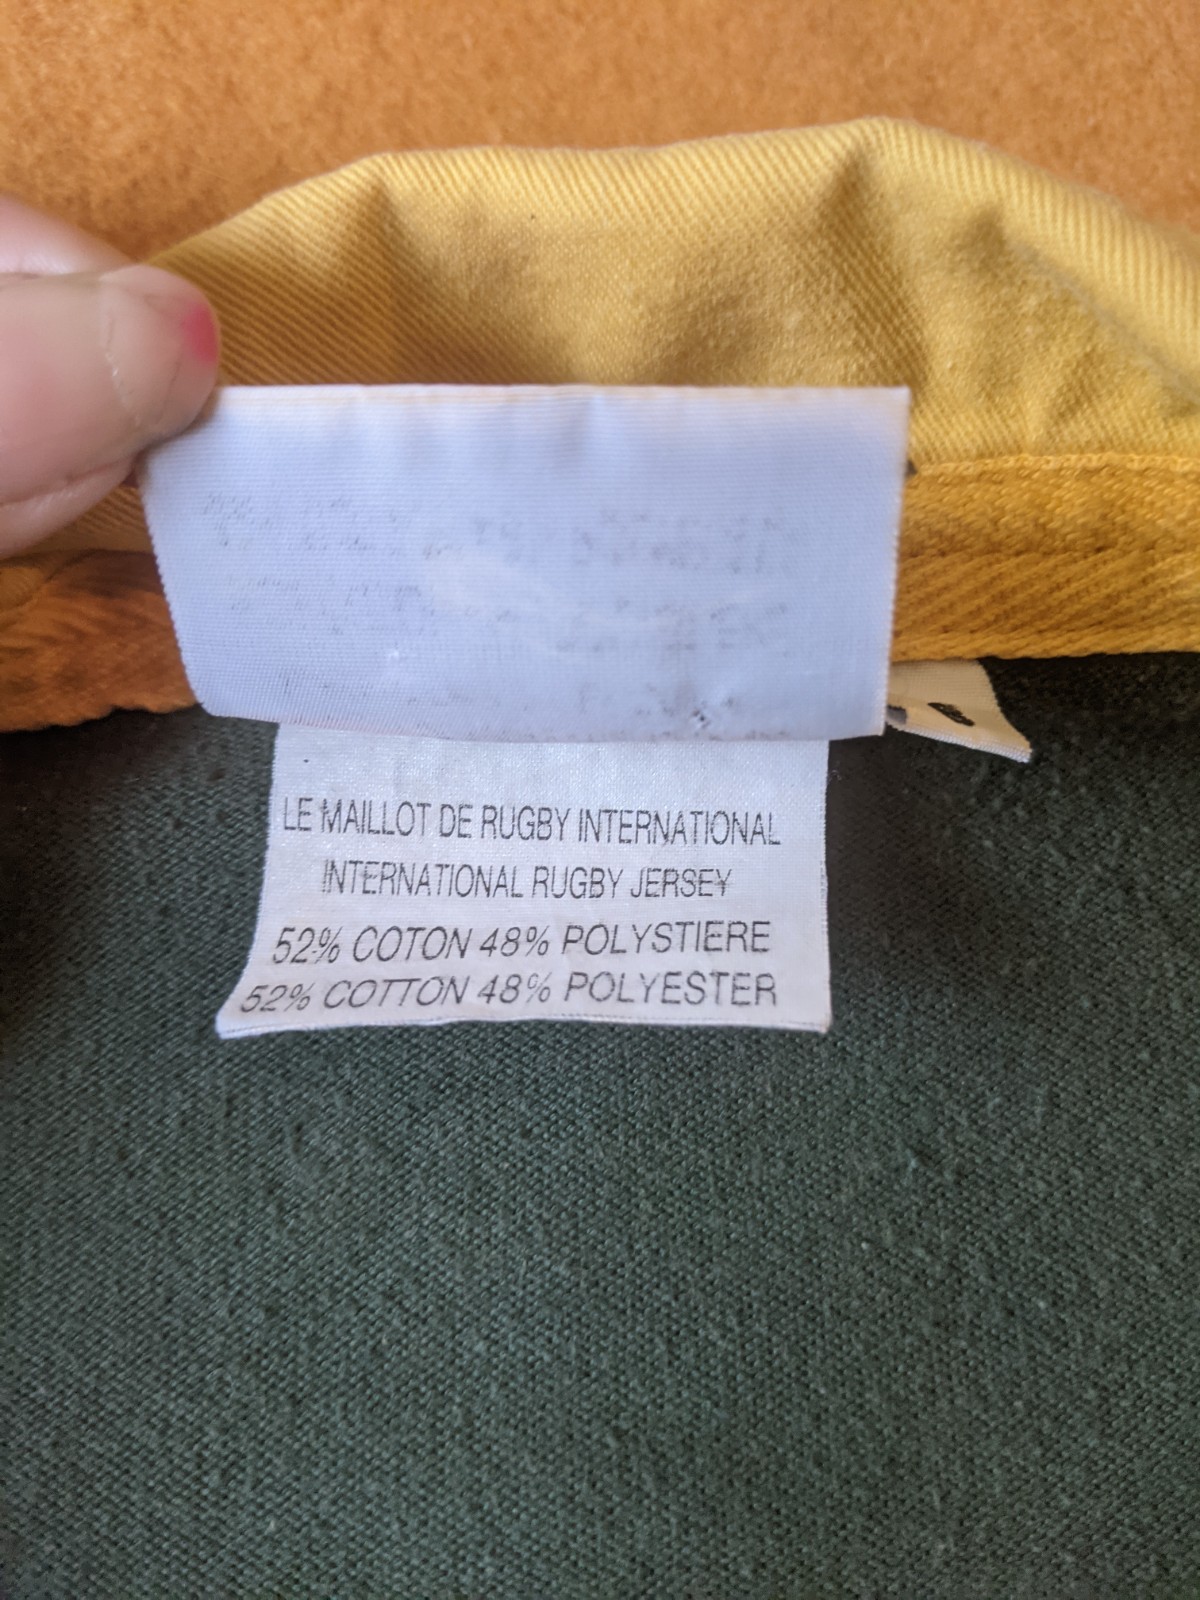 LE MAILLOT DE RUGBY INTERNATIONAL
INTERNATIONAL RUGBY JERSEY
52% COTON 48% POLYSTIERE
52% COTTON 48% POLYESTER